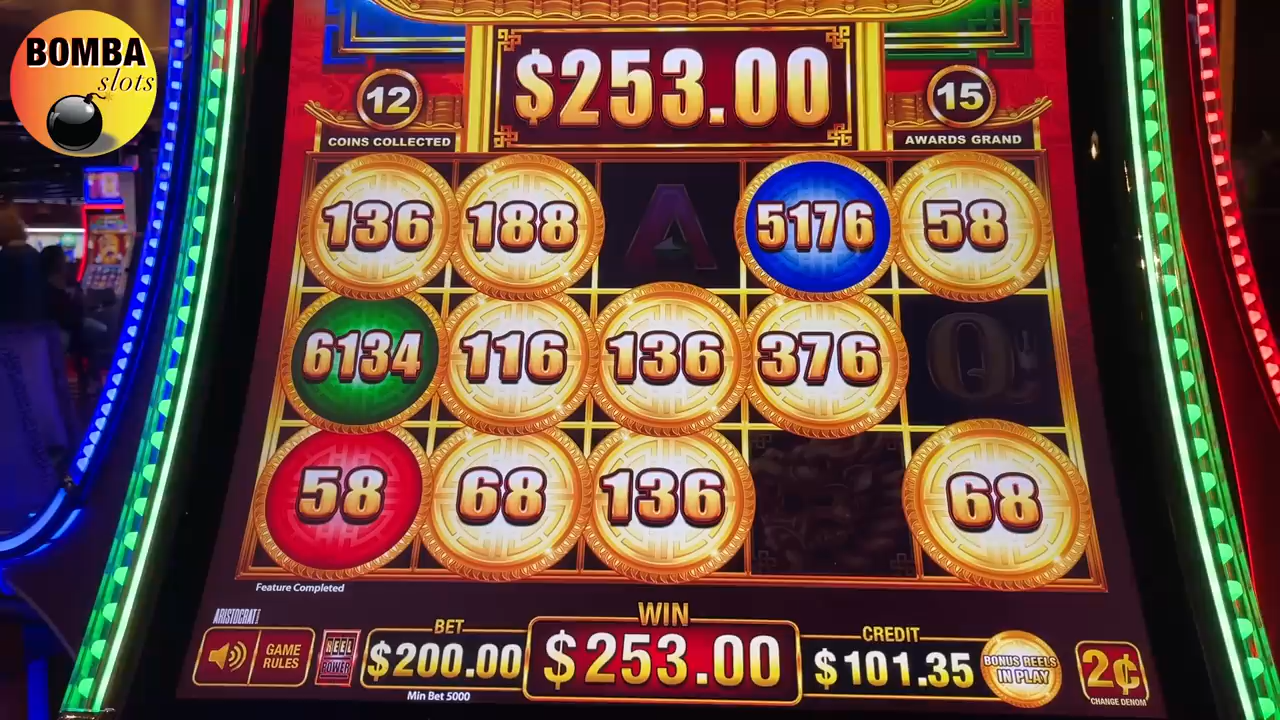 BOMBA
slots
$253.00
12
COINS COLLECTED
15
AWARDS GRAND
136 188 A 5176 58
6134 116 136 376 Q
58 68 136 68
Feature Completed
ARISTOCRAT
GAME RULES
REEL POWER
BET
$200.00
Min Bet 5000
WIN
$253.00
CREDIT
$101.35
BONUS REELS
IN PLAY
2¢
CHANGE DENOM